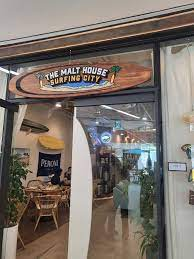 THE MALT HOUSE
SURFING CITY
PERONI